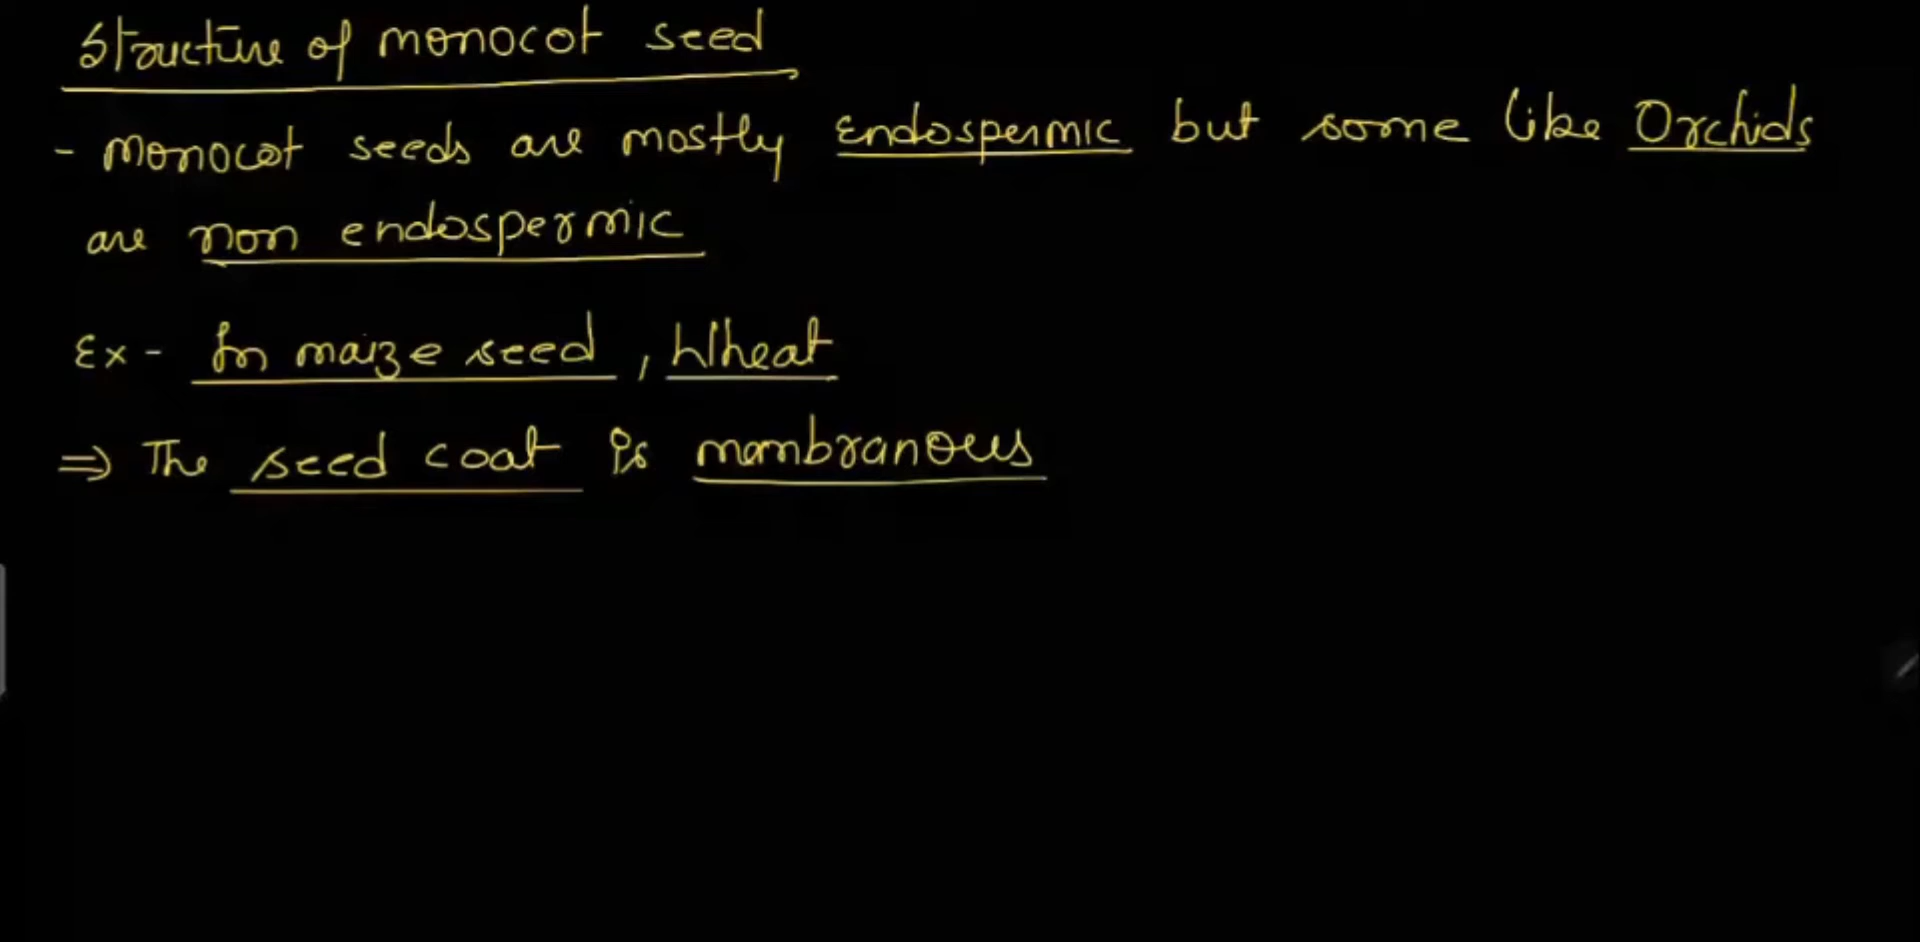 Structure of monocot seed
- monocot seeds are mostly Endospermic but some like Orchids
are non endospermic
Ex - In maize seed, Wheat
⇒ The seed coat is membranous